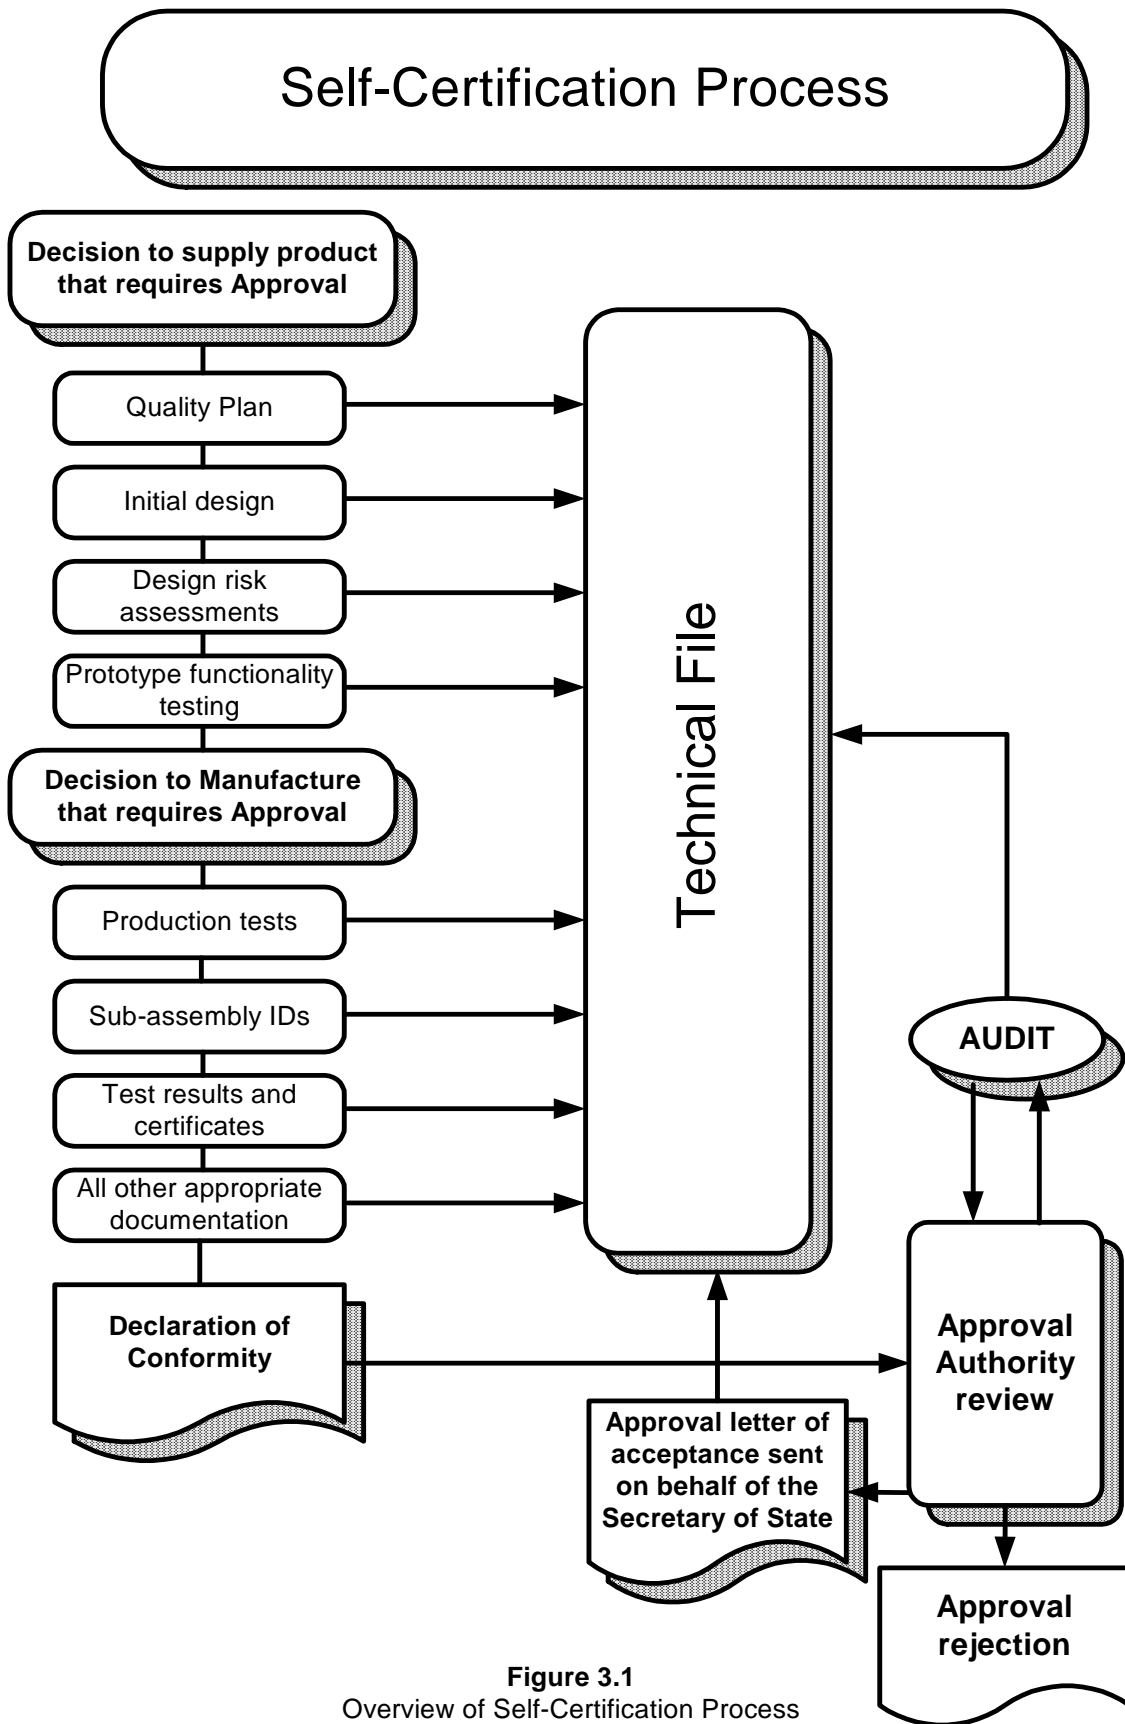 Self-Certification Process
Decision to supply product
that requires Approval
Quality Plan
Initial design
Design risk
assessments
Prototype functionality
testing
Decision to Manufacture
that requires Approval
Production tests
Sub-assembly IDs
Test results and
certificates
All other appropriate
documentation
Declaration of
Conformity
Technical File
AUDIT
Approval
Authority
review
Approval letter of
acceptance sent
on behalf of the
Secretary of State
Approval
rejection
Figure 3.1
Overview of Self-Certification Process